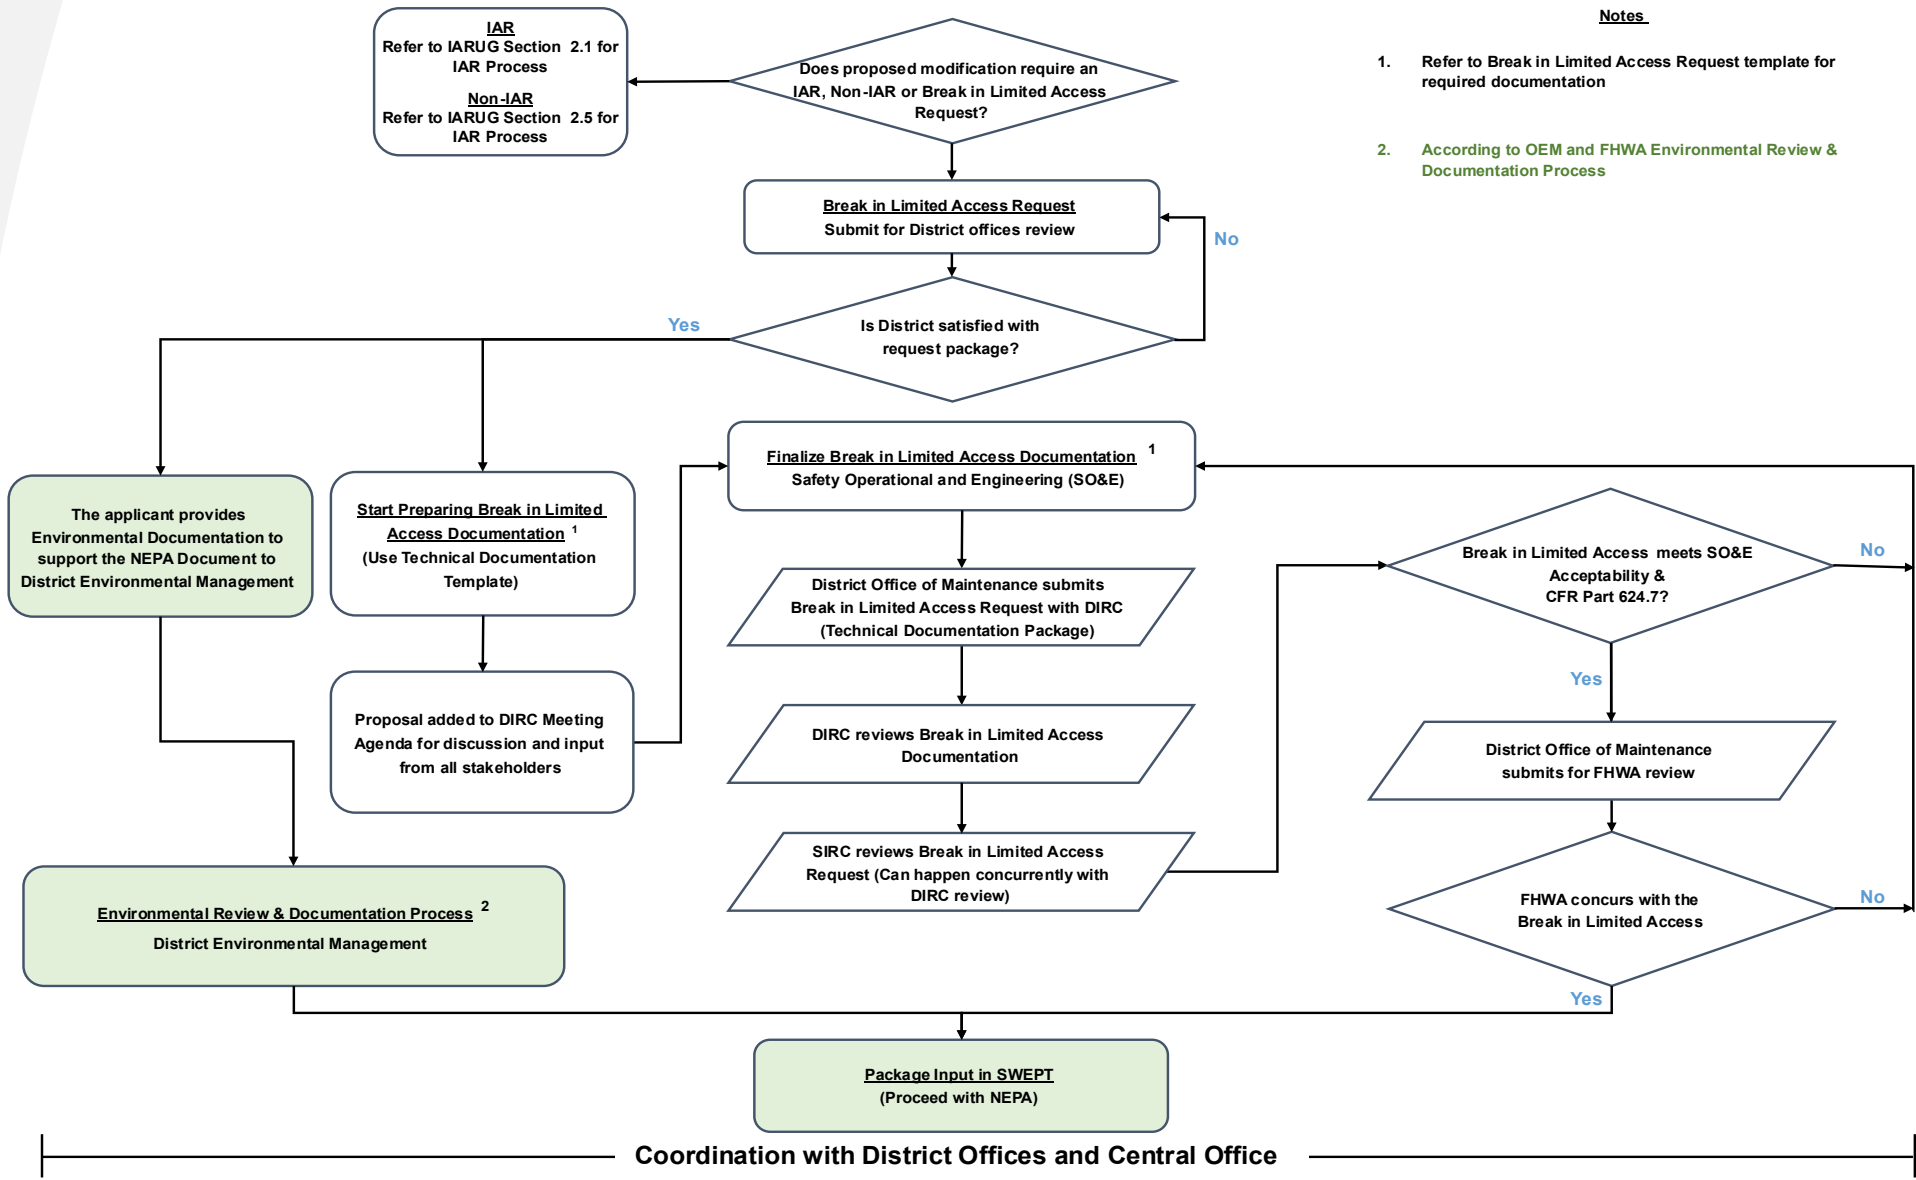 IAR
Refer to IARUG Section 2.1 for
IAR Process
Non-IAR
Refer to IARUG Section 2.5 for
IAR Process
Does proposed modification require an
IAR, Non-IAR or Break in Limited Access
Request?
Notes
1. Refer to Break in Limited Access Request template for
required documentation
2. According to OEM and FHWA Environmental Review &
Documentation Process
Break in Limited Access Request
Submit for District offices review
No
Yes
Is District satisfied with
request package?
The applicant provides
Environmental Documentation to
support the NEPA Document to
District Environmental Management
Start Preparing Break in Limited
Access Documentation 1
(Use Technical Documentation
Template)
Proposal added to DIRC Meeting
Agenda for discussion and input
from all stakeholders
Finalize Break in Limited Access Documentation 1
Safety Operational and Engineering (SO&E)
District Office of Maintenance submits
Break in Limited Access Request with DIRC
(Technical Documentation Package)
DIRC reviews Break in Limited Access
Documentation
SIRC reviews Break in Limited Access
Request (Can happen concurrently with
DIRC review)
Break in Limited Access meets SO&E
Acceptability &
CFR Part 624.7?
No
Yes
District Office of Maintenance
submits for FHWA review
FHWA concurs with the
Break in Limited Access
No
Yes
Environmental Review & Documentation Process 2
District Environmental Management
Package Input in SWEPT
(Proceed with NEPA)
Coordination with District Offices and Central Office